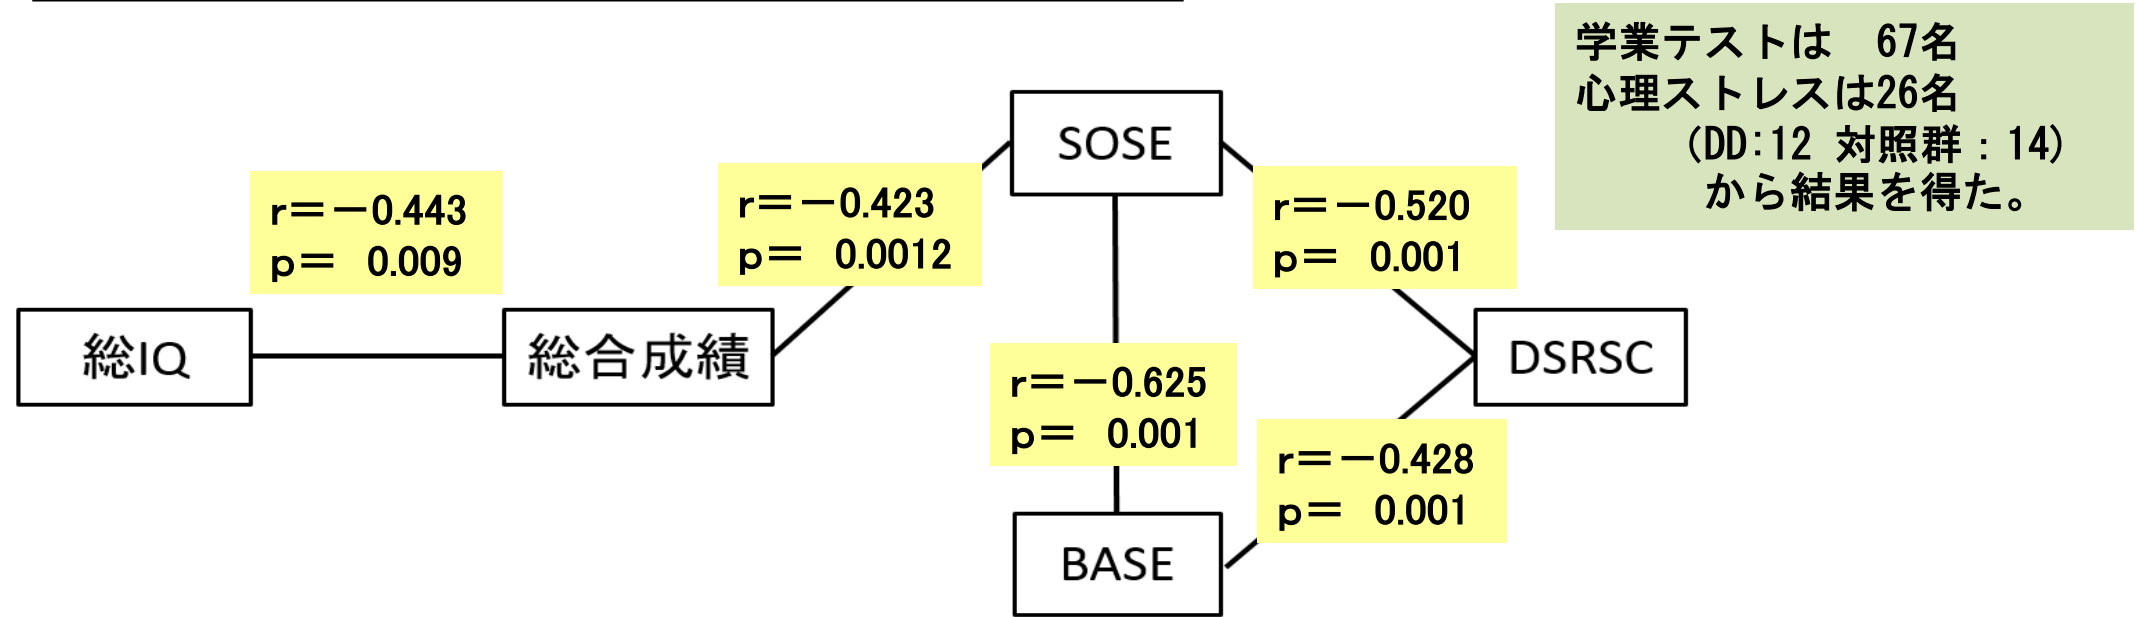 学業テストは　67名
心理ストレスは26名
(DD:12 対照群：14)
から結果を得た。
SOSE
r＝－0.443
p＝ 0.009
r＝－0.423
p＝ 0.0012
r＝－0.520
p＝ 0.001
総IQ
総合成績
DSRSC
r＝－0.625
p＝ 0.001
r＝－0.428
p＝ 0.001
BASE